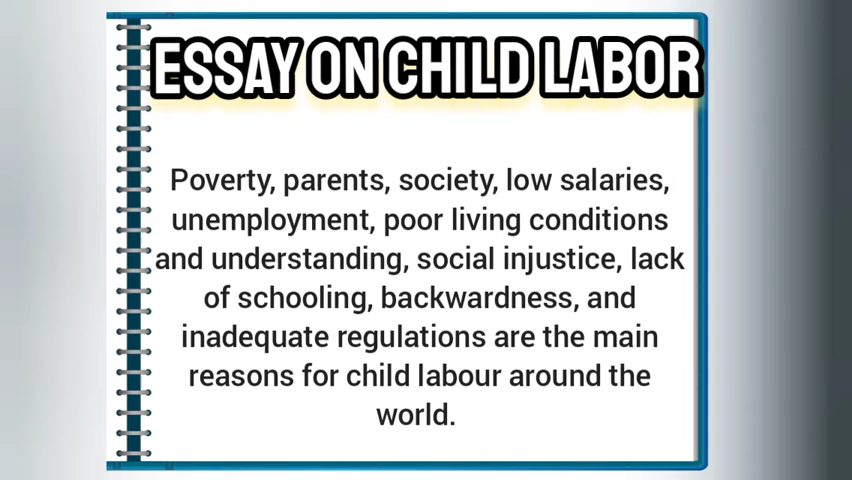 ESSAY ON CHILD LABOR
Poverty, parents, society, low salaries,
unemployment, poor living conditions
and understanding, social injustice, lack
of schooling, backwardness, and
inadequate regulations are the main
reasons for child labour around the
world.